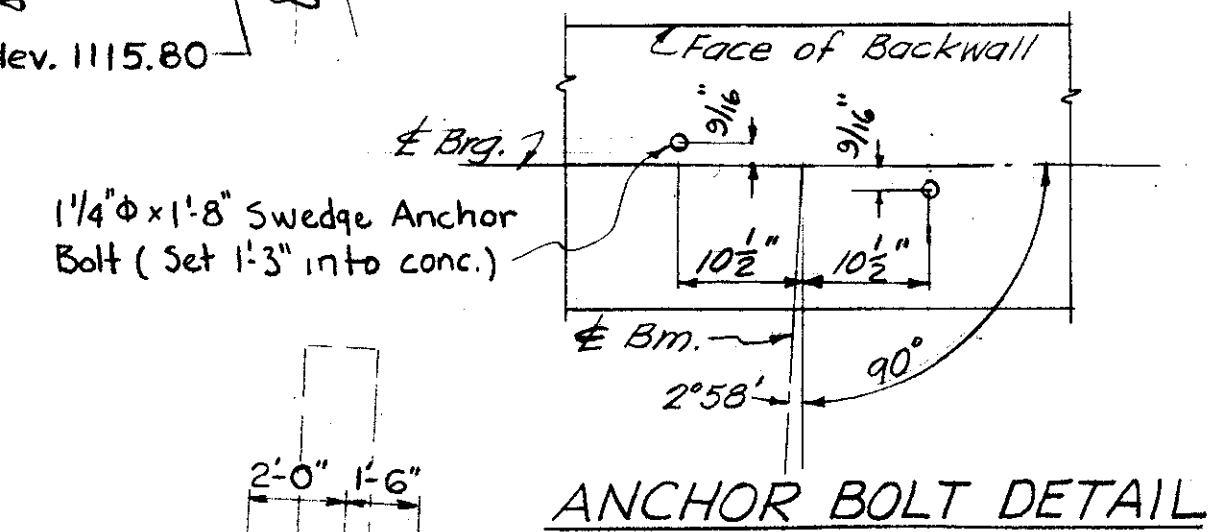 lev. 1115.80
Face of Backwall
9/16"
9/16"
℄ Brg.
1 1/4"Φ x 1'-8" Swedge Anchor
Bolt ( Set 1'-3" into conc.)
10 1/2" 10 1/2"
℄ Bm.
90°
2°58'
2'-0" 1'-6"
ANCHOR BOLT DETAIL